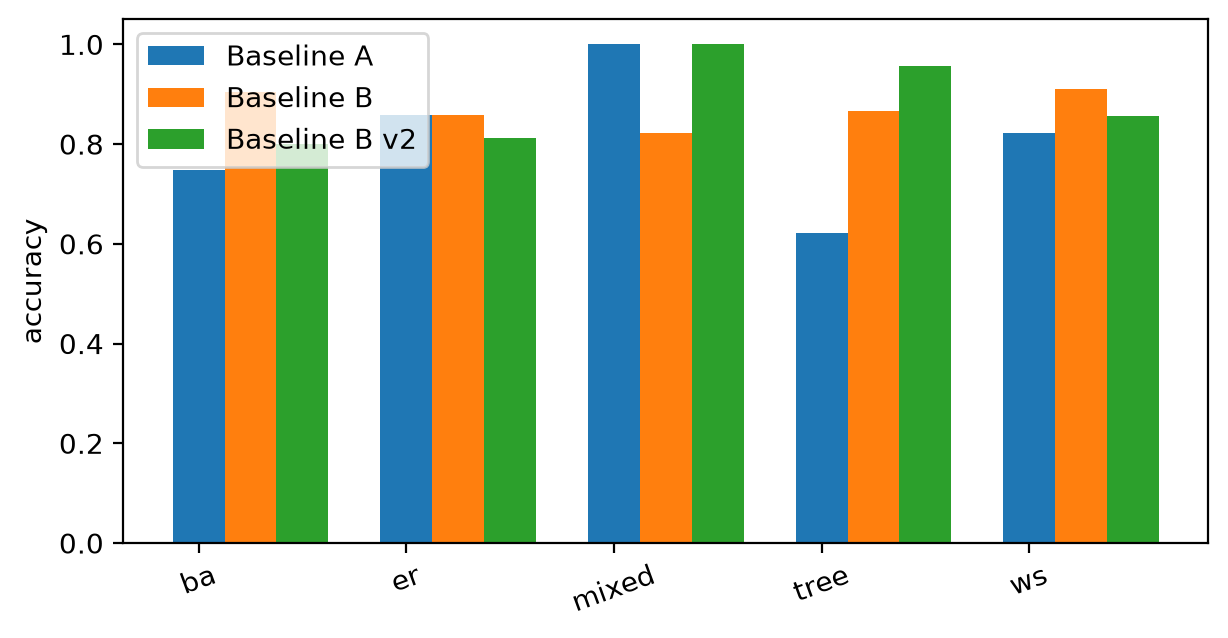 1.0
0.8
0.6
0.4
0.2
0.0
accuracy
Baseline A
Baseline B
Baseline B v2
ba
er
mixed
tree
ws